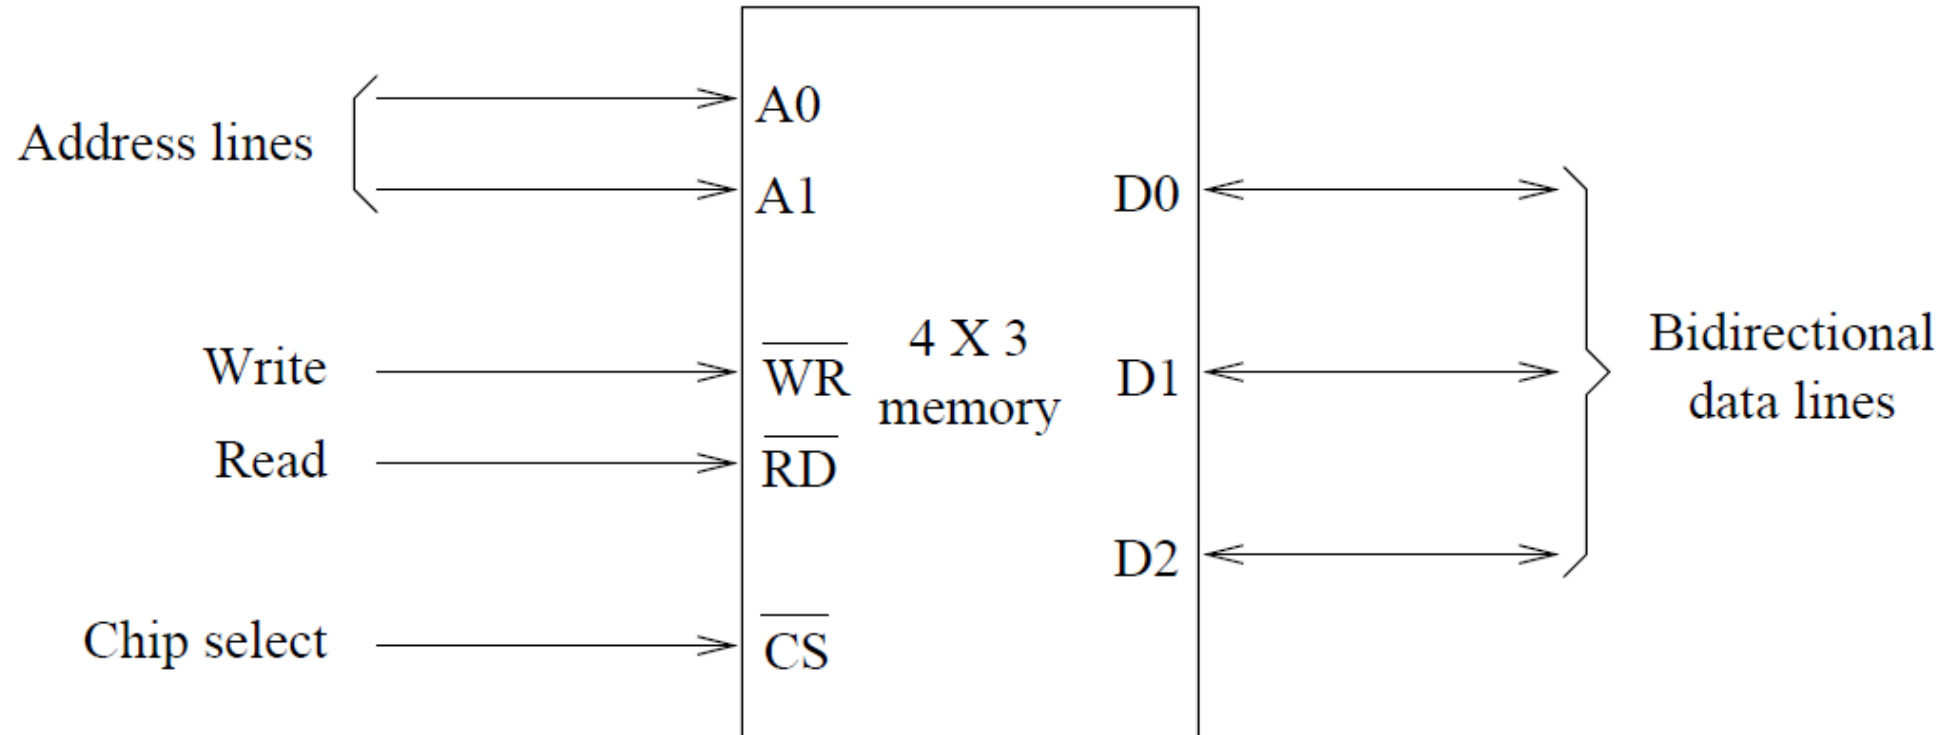 Address lines
A0
A1
Write
Read
Chip select
WR
RD
CS
4 X 3
memory
D0
D1
D2
Bidirectional
data lines